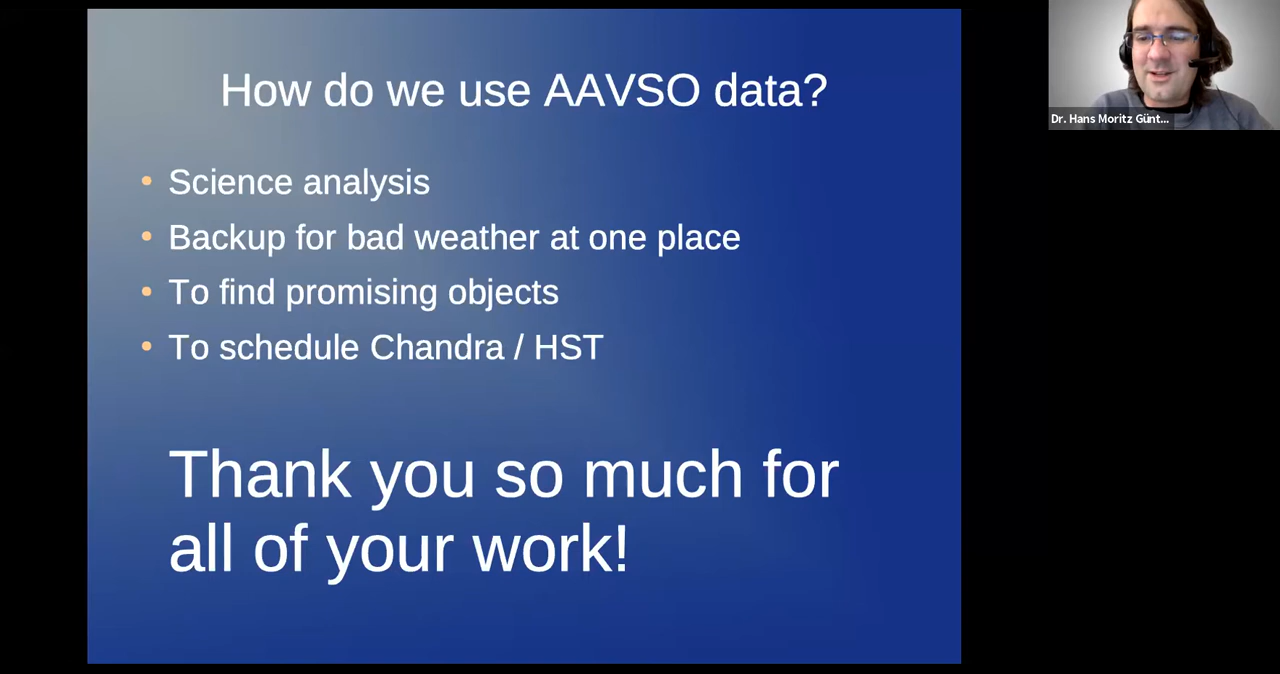 How do we use AAVSO data?
• Science analysis
• Backup for bad weather at one place
• To find promising objects
• To schedule Chandra / HST
Thank you so much for
all of your work!
Dr. Hans Moritz Günt...